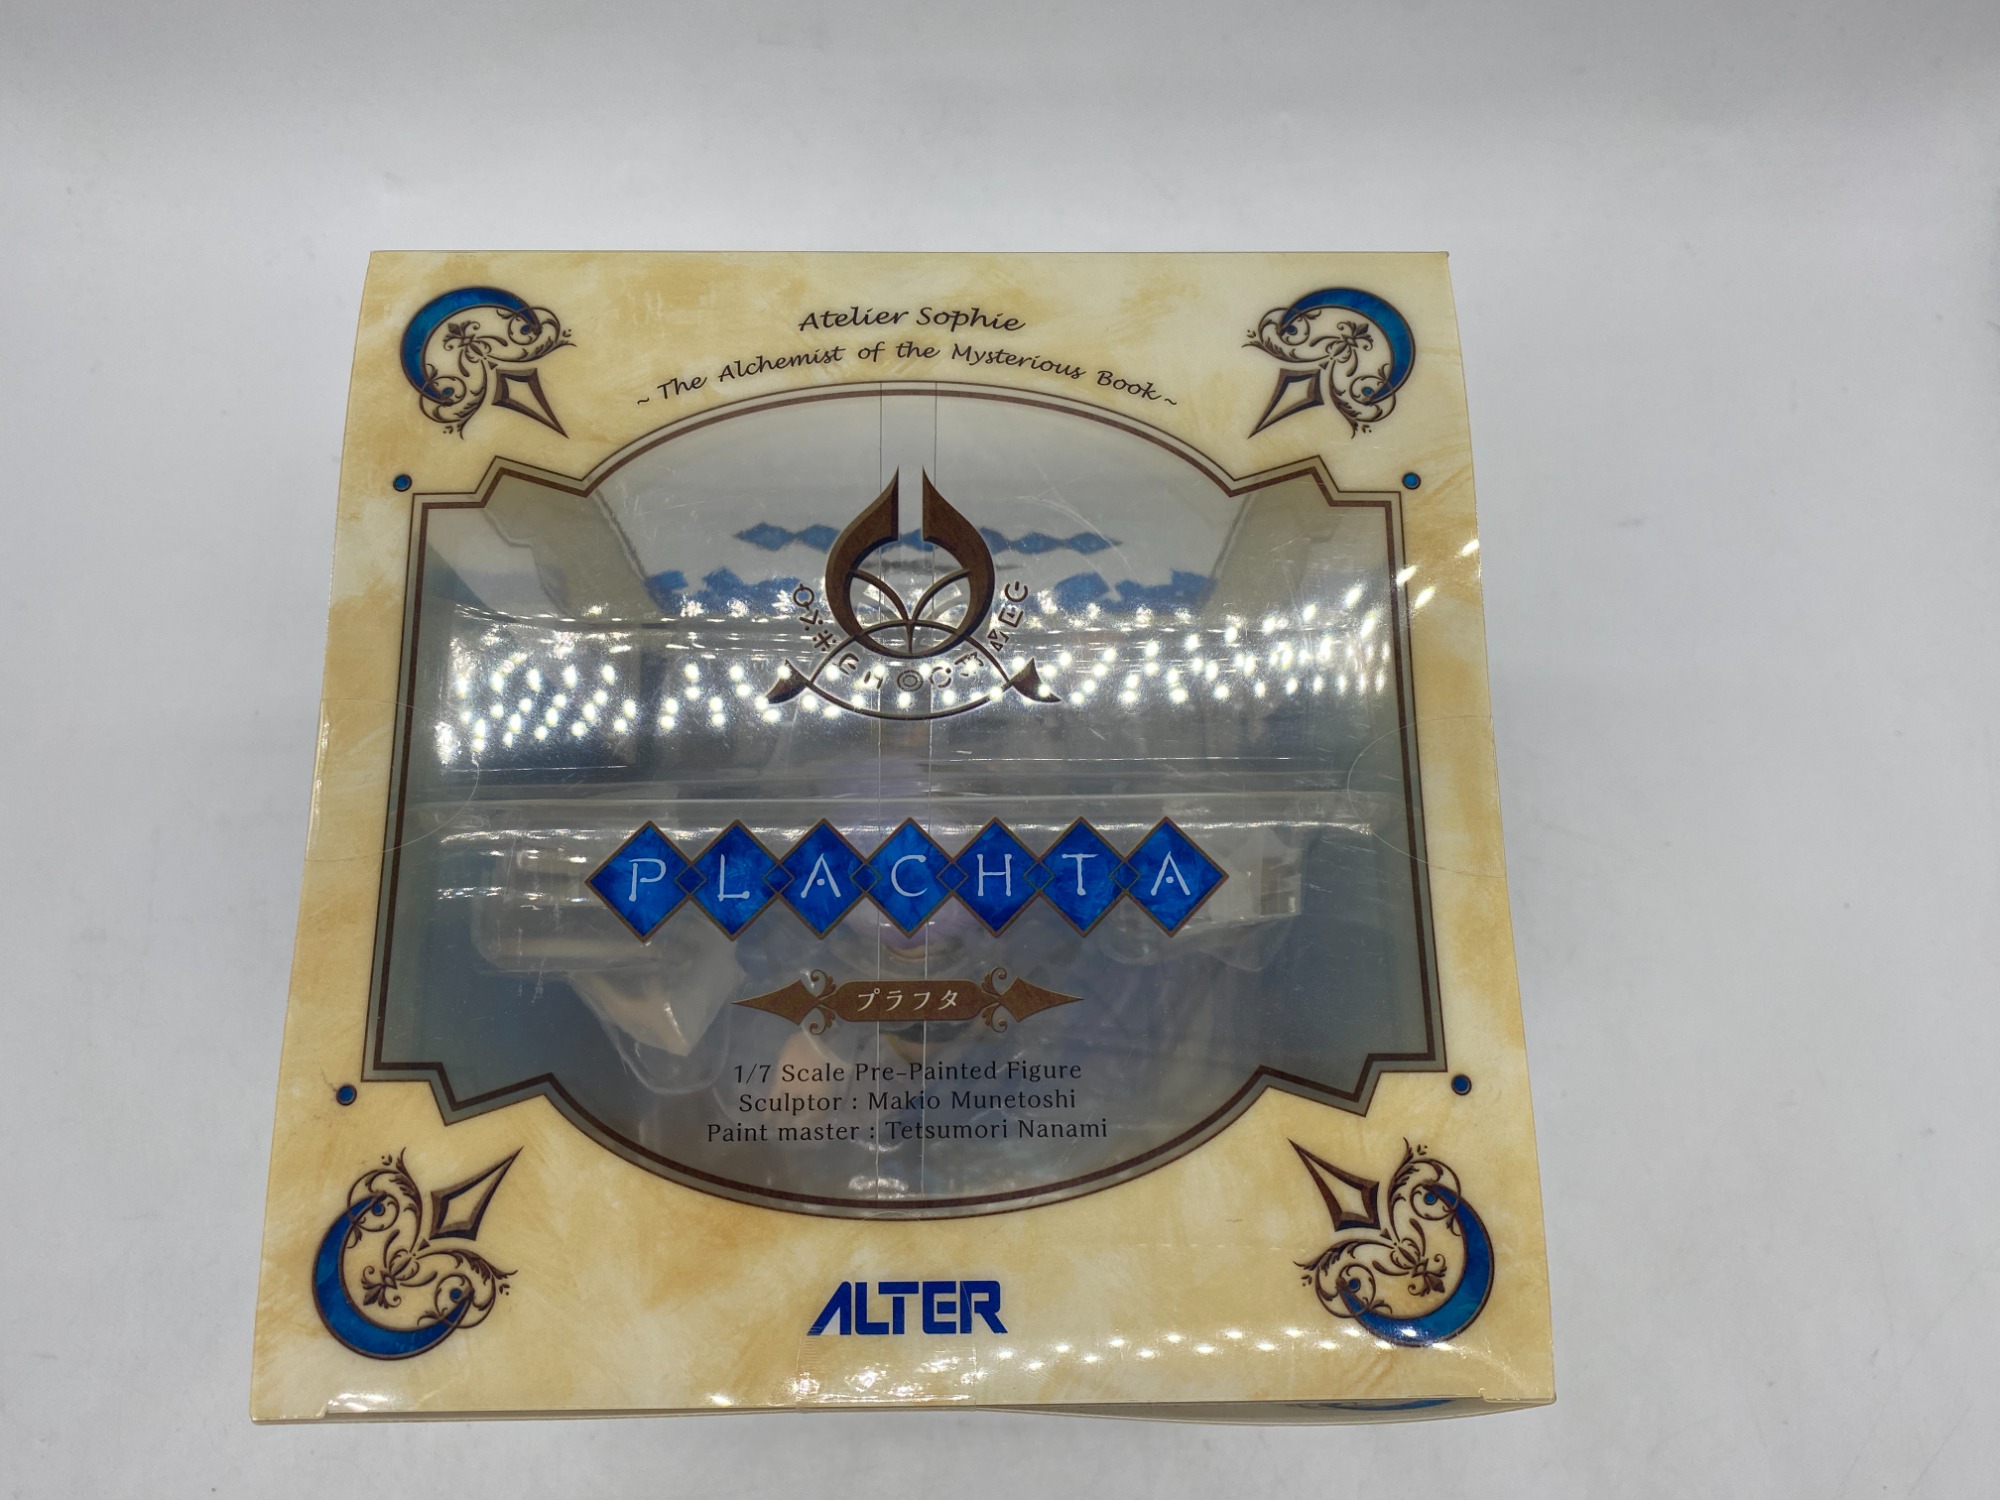 Atelier Sophie
~ The Alchemist of the Mysterious Book ~
PLACHTA
プラフタ
1/7 Scale Pre-Painted Figure
Sculptor : Makio Munetoshi
Paint master : Tetsumori Nanami
ALTER